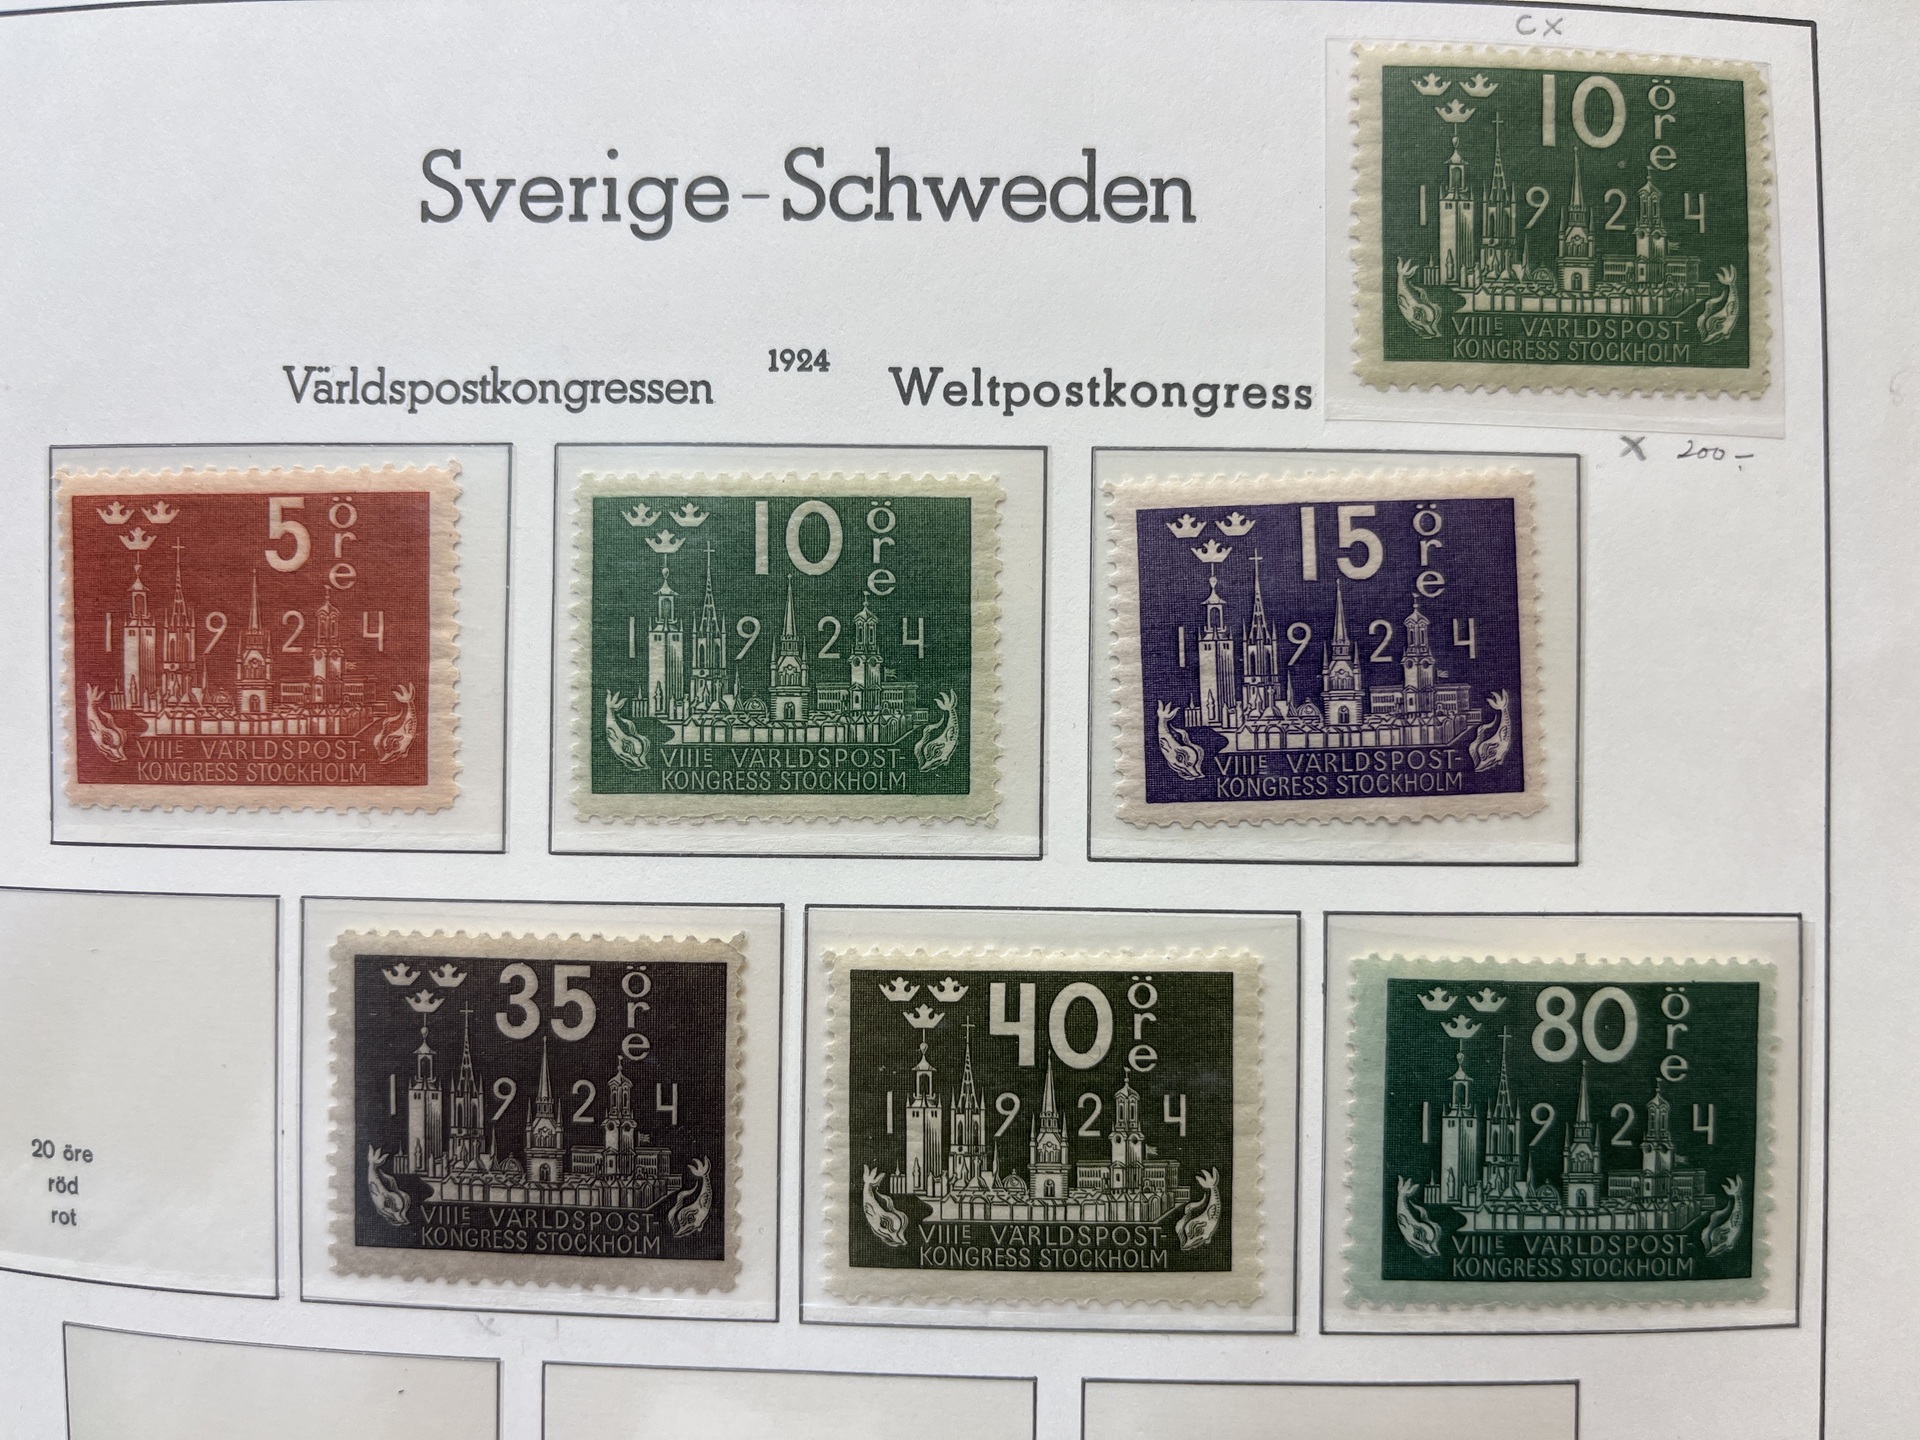 cx
10 öre
1924
VIIIE VÄRLDSPOST-
KONGRESS STOCKHOLM
Sverige-Schweden
1924
Världspostkongressen
Weltpostkongress
x 200-
5 öre
1924
VIIIE VÄRLDSPOST-
KONGRESS STOCKHOLM
10 öre
1924
VIIIE VÄRLDSPOST-
KONGRESS STOCKHOLM
15 öre
1924
VIIIE VÄRLDSPOST-
KONGRESS STOCKHOLM
20 öre
röd
rot
35 öre
1924
VIIIE VÄRLDSPOST-
KONGRESS STOCKHOLM
40 öre
1924
VIIIE VÄRLDSPOST-
KONGRESS STOCKHOLM
80 öre
1924
VIIIE VÄRLDSPOST-
KONGRESS STOCKHOLM